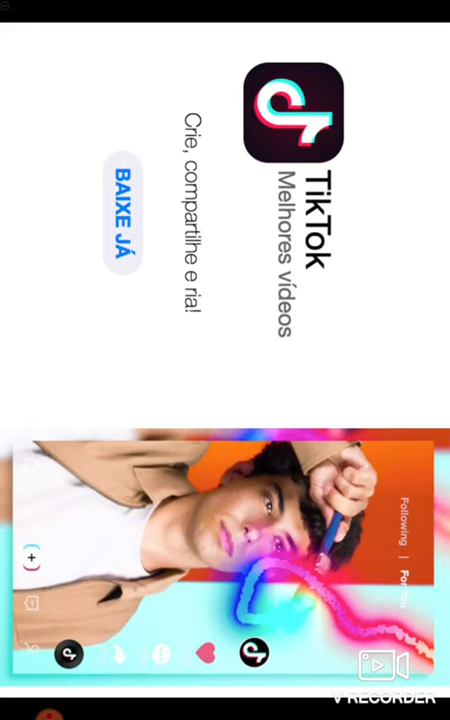 TikTok
Melhores vídeos
Crie, compartilhe e ria!
BAIXE JÁ
Following | For You
V RECORDER